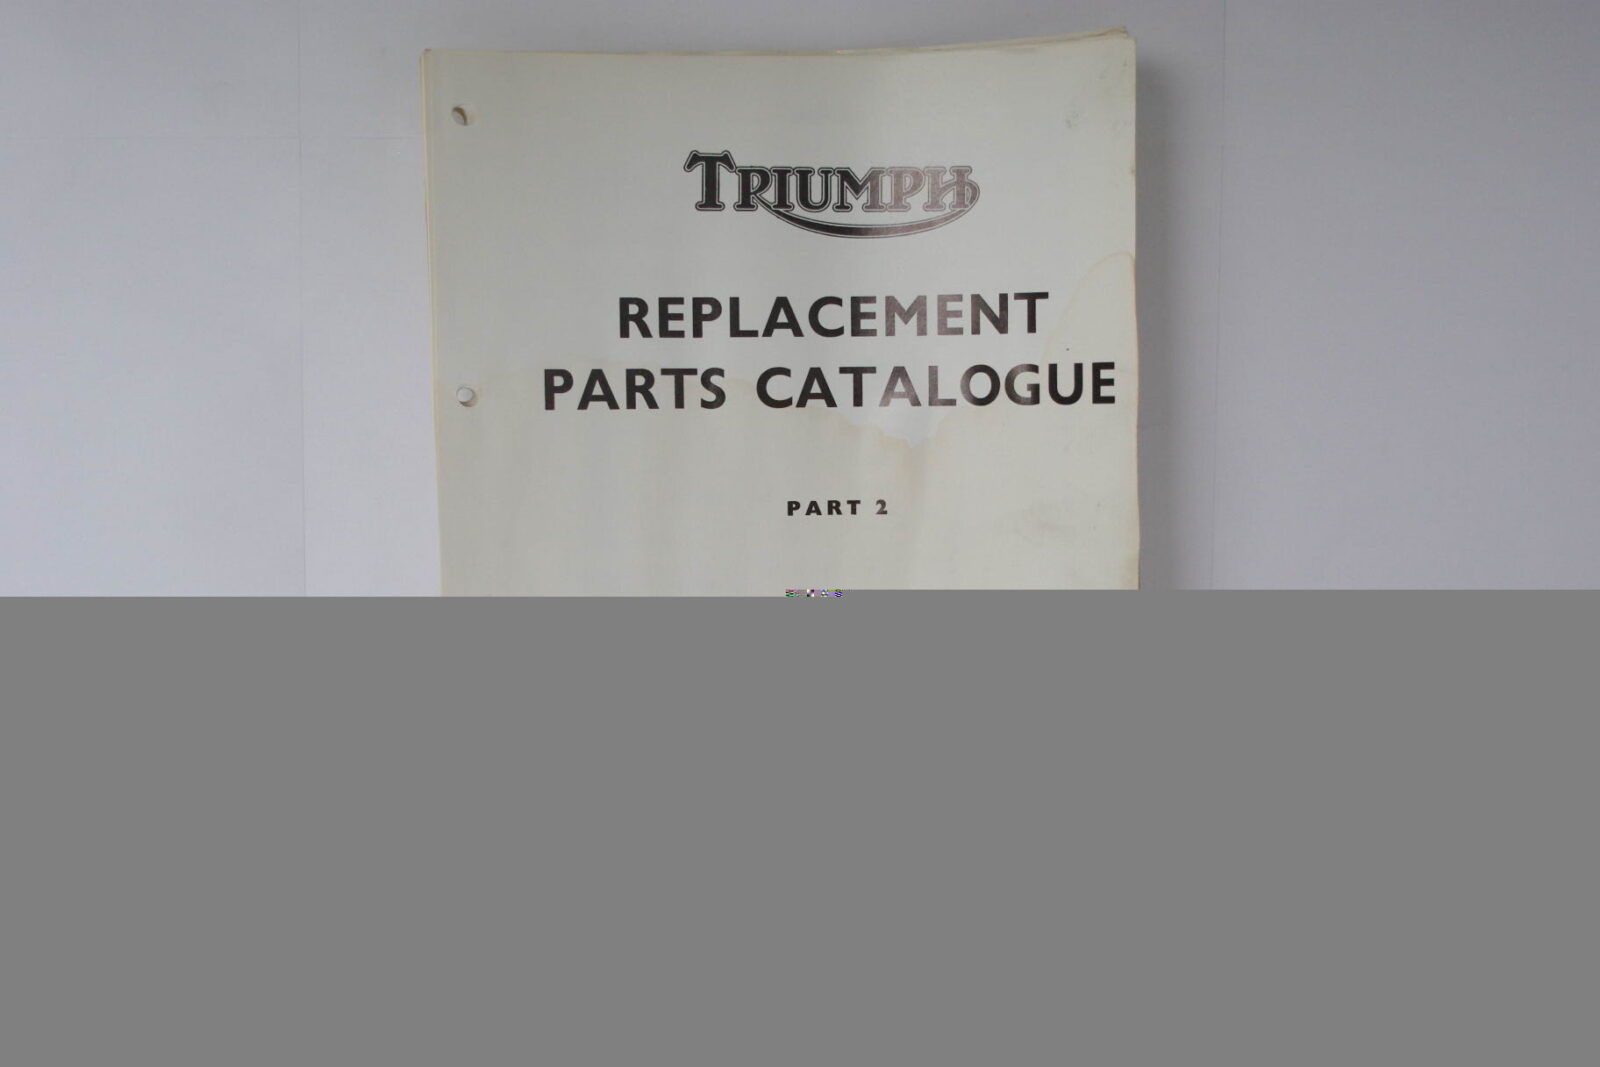 TRIUMPH
REPLACEMENT
PARTS CATALOGUE
PART 2